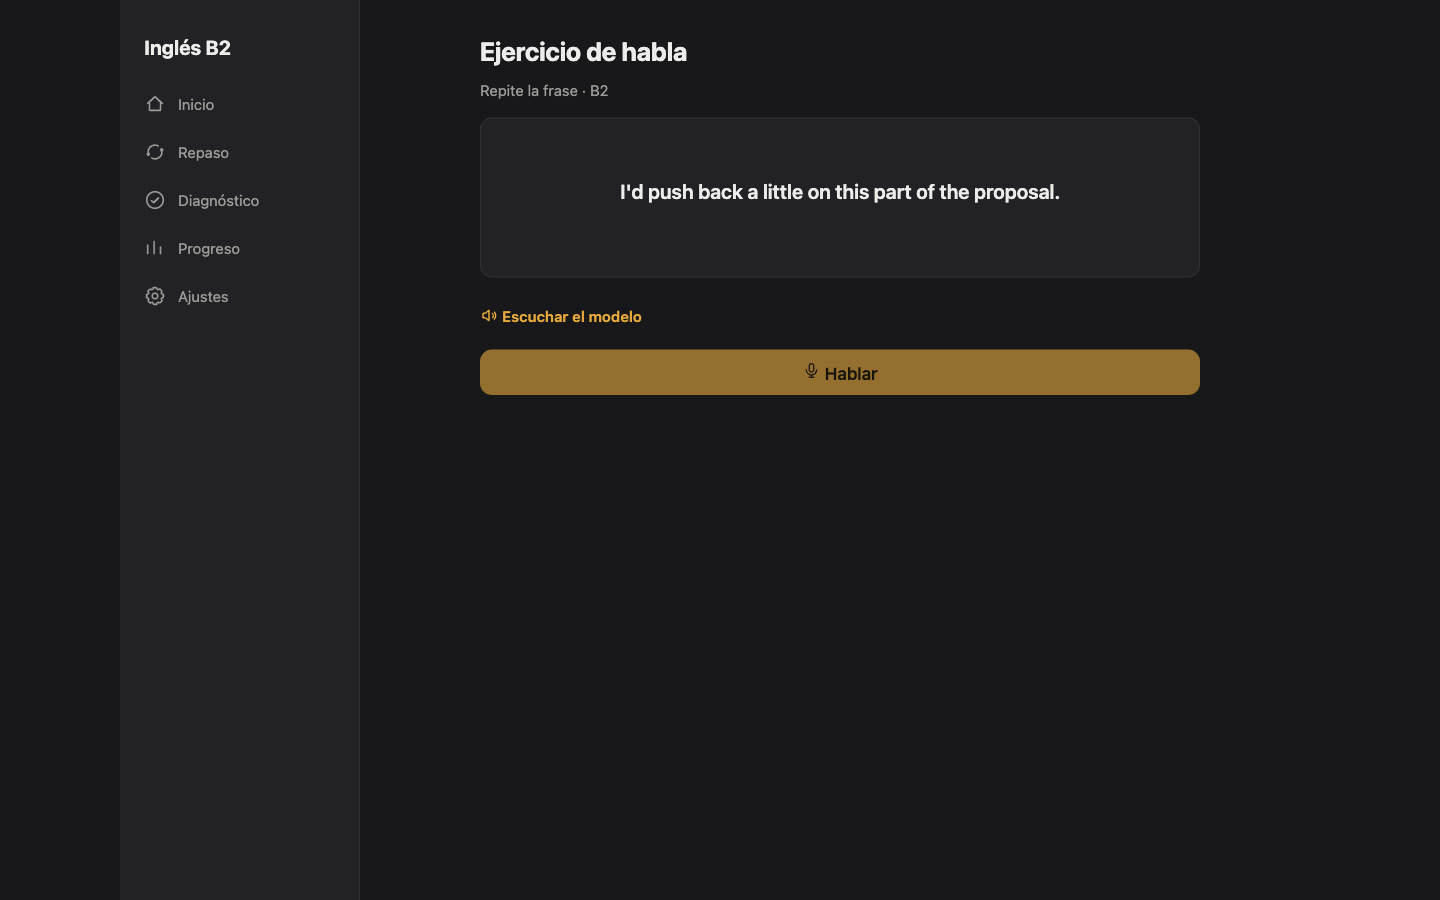 Inglés B2
Inicio
Repaso
Diagnóstico
Progreso
Ajustes
Ejercicio de habla
Repite la frase · B2
I'd push back a little on this part of the proposal.
Escuchar el modelo
Hablar